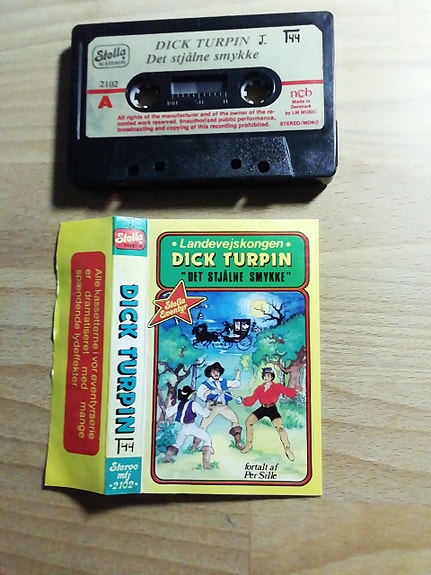 Stella
KLASSIKERE
DICK TURPIN J. T44
Det stjålne smykke
2102
A
ncb
Made in
Denmark
by LM MUSIC
All rights of the manufacturer and of the owner of the re-
corded work reserved. Unauthorized public performance,
broadcasting and copying of this recording prohibited.
STEREO/MONO
Alle kassetterne i vor eventyrserie
er dramatiseret med mange
spændende lydeffekter.
Stella
DICK TURPIN
T44
Stereo
mtj
·2102·
· Landevejskongen ·
DICK TURPIN
"DET STJÅLNE SMYKKE"
Stella
Eventyr
fortalt af
Per Sille